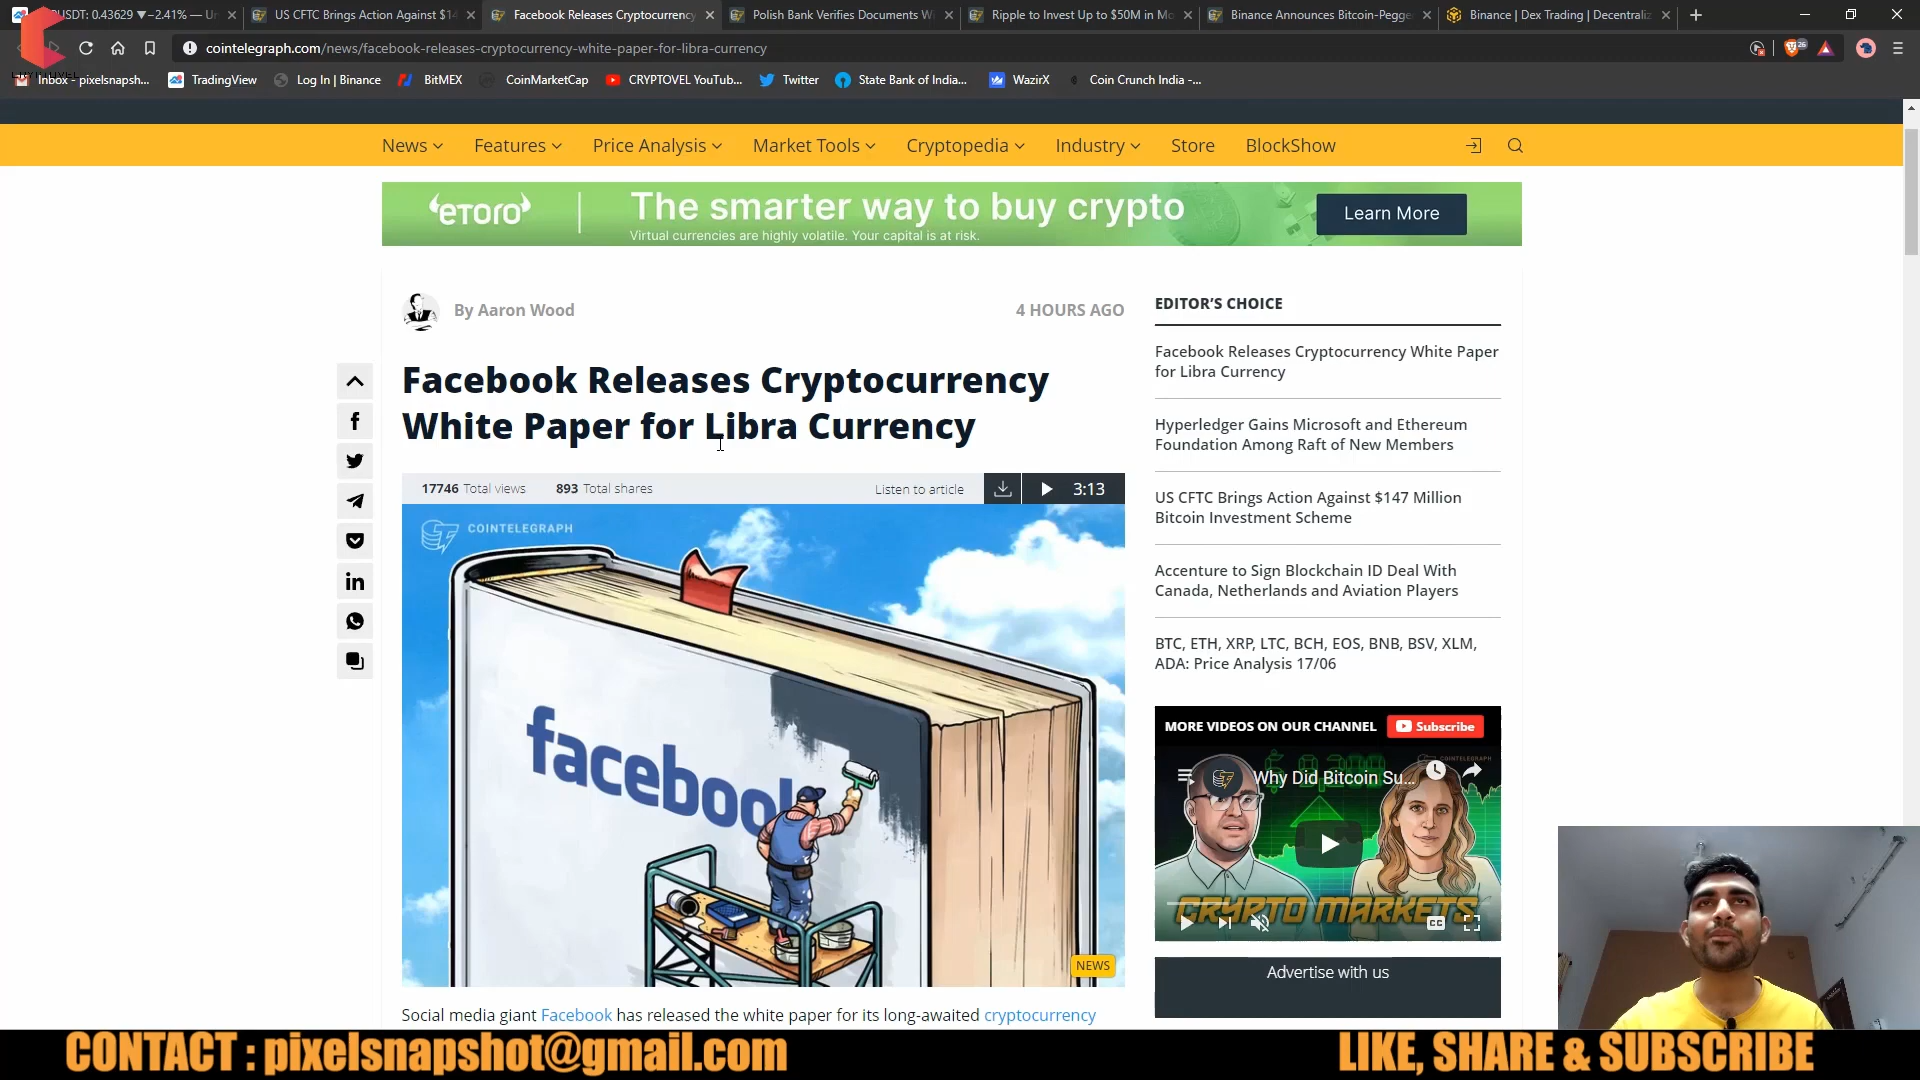 USDT: 0.43629 ▼−2.41% — U
US CFTC Brings Action Against $14
Facebook Releases Cryptocurrency
Polish Bank Verifies Documents W
Ripple to Invest Up to $50M in Mo
Binance Announces Bitcoin-Pegge
Binance | Dex Trading | Decentraliz
cointelegraph.com/news/facebook-releases-cryptocurrency-white-paper-for-libra-currency
26
Inbox - pixelsnapsh...
TradingView
Log In | Binance
BitMEX
CoinMarketCap
CRYPTOVEL YouTub...
Twitter
State Bank of India...
WazirX
Coin Crunch India -...
News
Features
Price Analysis
Market Tools
Cryptopedia
Industry
Store
BlockShow
eToro
The smarter way to buy crypto
Virtual currencies are highly volatile. Your capital is at risk.
Learn More
By Aaron Wood
4 HOURS AGO
Facebook Releases Cryptocurrency
White Paper for Libra Currency
17746 Total views
893 Total shares
Listen to article
3:13
COINTELEGRAPH
facebook
NEWS
Social media giant Facebook has released the white paper for its long-awaited cryptocurrency
EDITOR'S CHOICE
Facebook Releases Cryptocurrency White Paper
for Libra Currency
Hyperledger Gains Microsoft and Ethereum
Foundation Among Raft of New Members
US CFTC Brings Action Against $147 Million
Bitcoin Investment Scheme
Accenture to Sign Blockchain ID Deal With
Canada, Netherlands and Aviation Players
BTC, ETH, XRP, LTC, BCH, EOS, BNB, BSV, XLM,
ADA: Price Analysis 17/06
MORE VIDEOS ON OUR CHANNEL
Subscribe
Why Did Bitcoin Su...
CRYPTO MARKETS
Advertise with us
CONTACT : pixelsnapshot@gmail.com
LIKE, SHARE & SUBSCRIBE